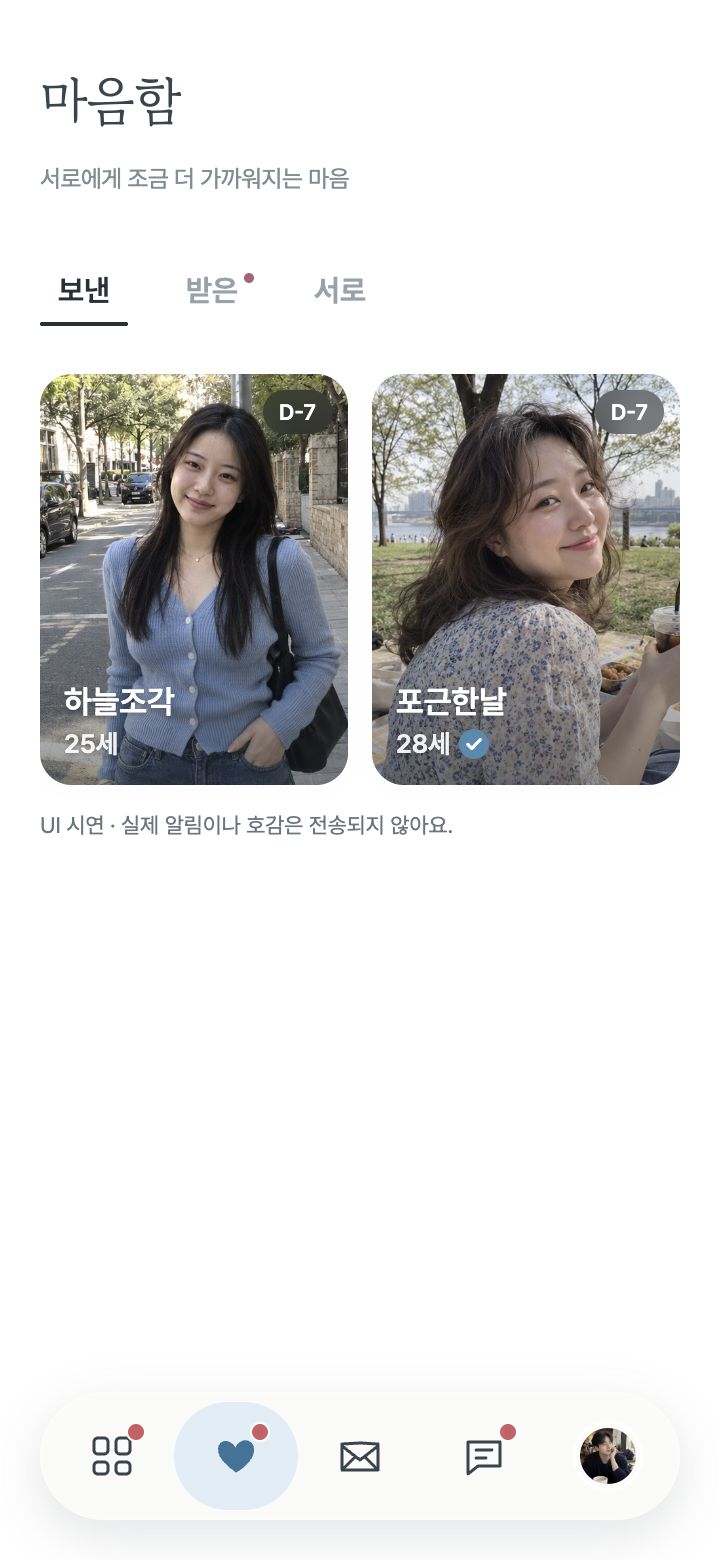 마음함
서로에게 조금 더 가까워지는 마음
보낸 받은 서로
D-7 D-7
하늘조각 포근한날
25세 28세
UI 시연 · 실제 알림이나 호감은 전송되지 않아요.